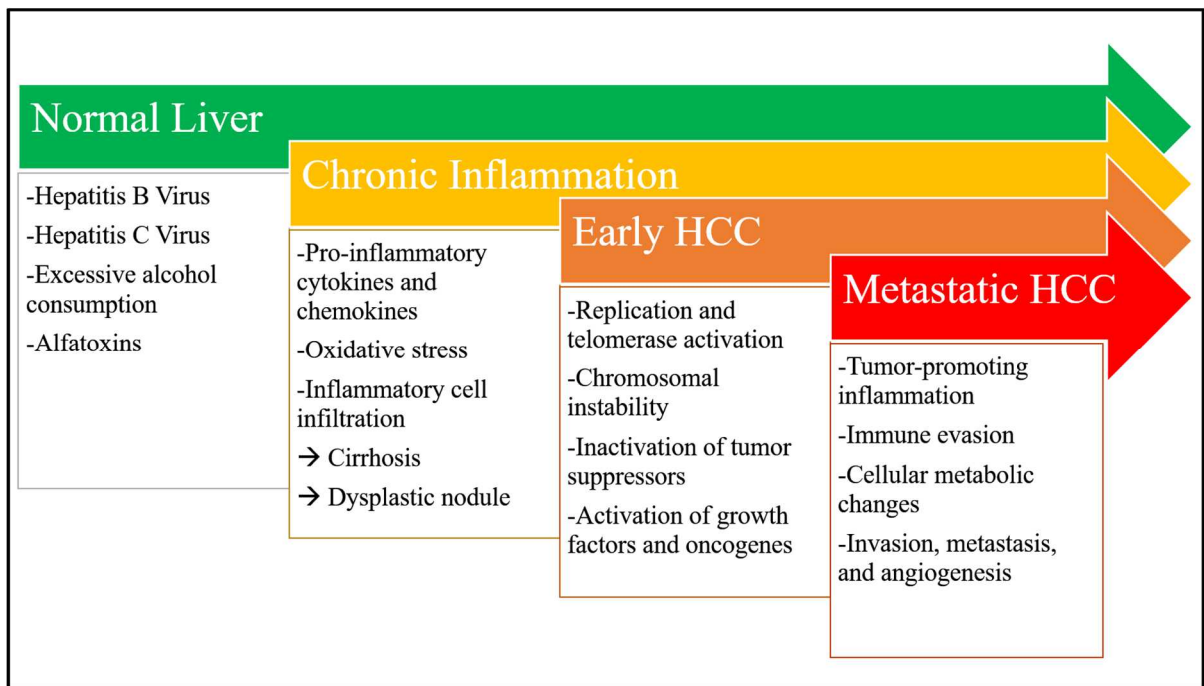 Normal Liver
-Hepatitis B Virus
-Hepatitis C Virus
-Excessive alcohol
consumption
-Alfatoxins
Chronic Inflammation
-Pro-inflammatory
cytokines and
chemokines
-Oxidative stress
-Inflammatory cell
infiltration
→ Cirrhosis
→ Dysplastic nodule
Early HCC
-Replication and
telomerase activation
-Chromosomal
instability
-Inactivation of tumor
suppressors
-Activation of growth
factors and oncogenes
Metastatic HCC
-Tumor-promoting
inflammation
-Immune evasion
-Cellular metabolic
changes
-Invasion, metastasis,
and angiogenesis